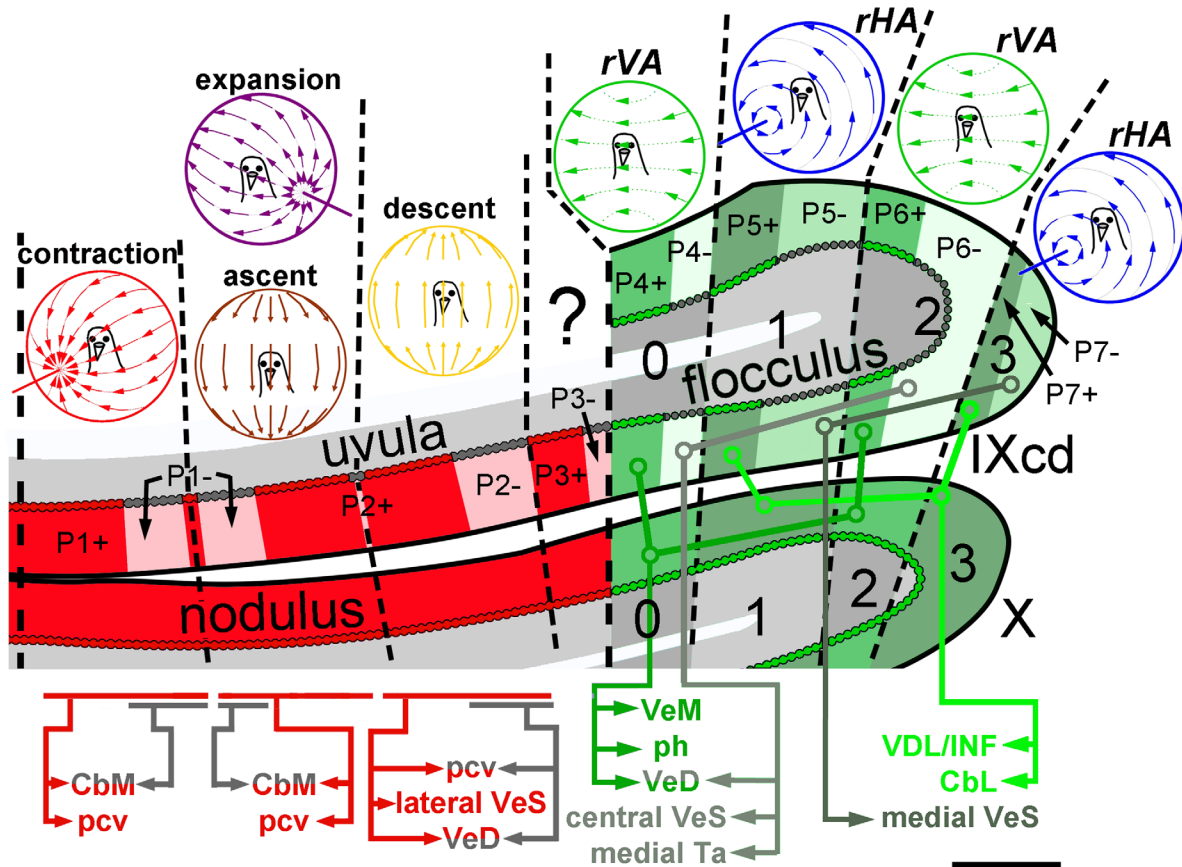 rVA
rHA
rVA
rHA
expansion
descent
contraction
ascent
?
P4+
P4-
P5+
P5-
P6+
P6-
P7-
P7+
0
1
2
3
flocculus
IXcd
uvula
P3-
P1-
P1+
P2+
P2-
P3+
nodulus
0
1
2
3
X
CbM
pcv
CbM
pcv
pcv
lateral VeS
VeD
VeM
ph
VeD
central VeS
medial Ta
VDL/INF
CbL
medial VeS